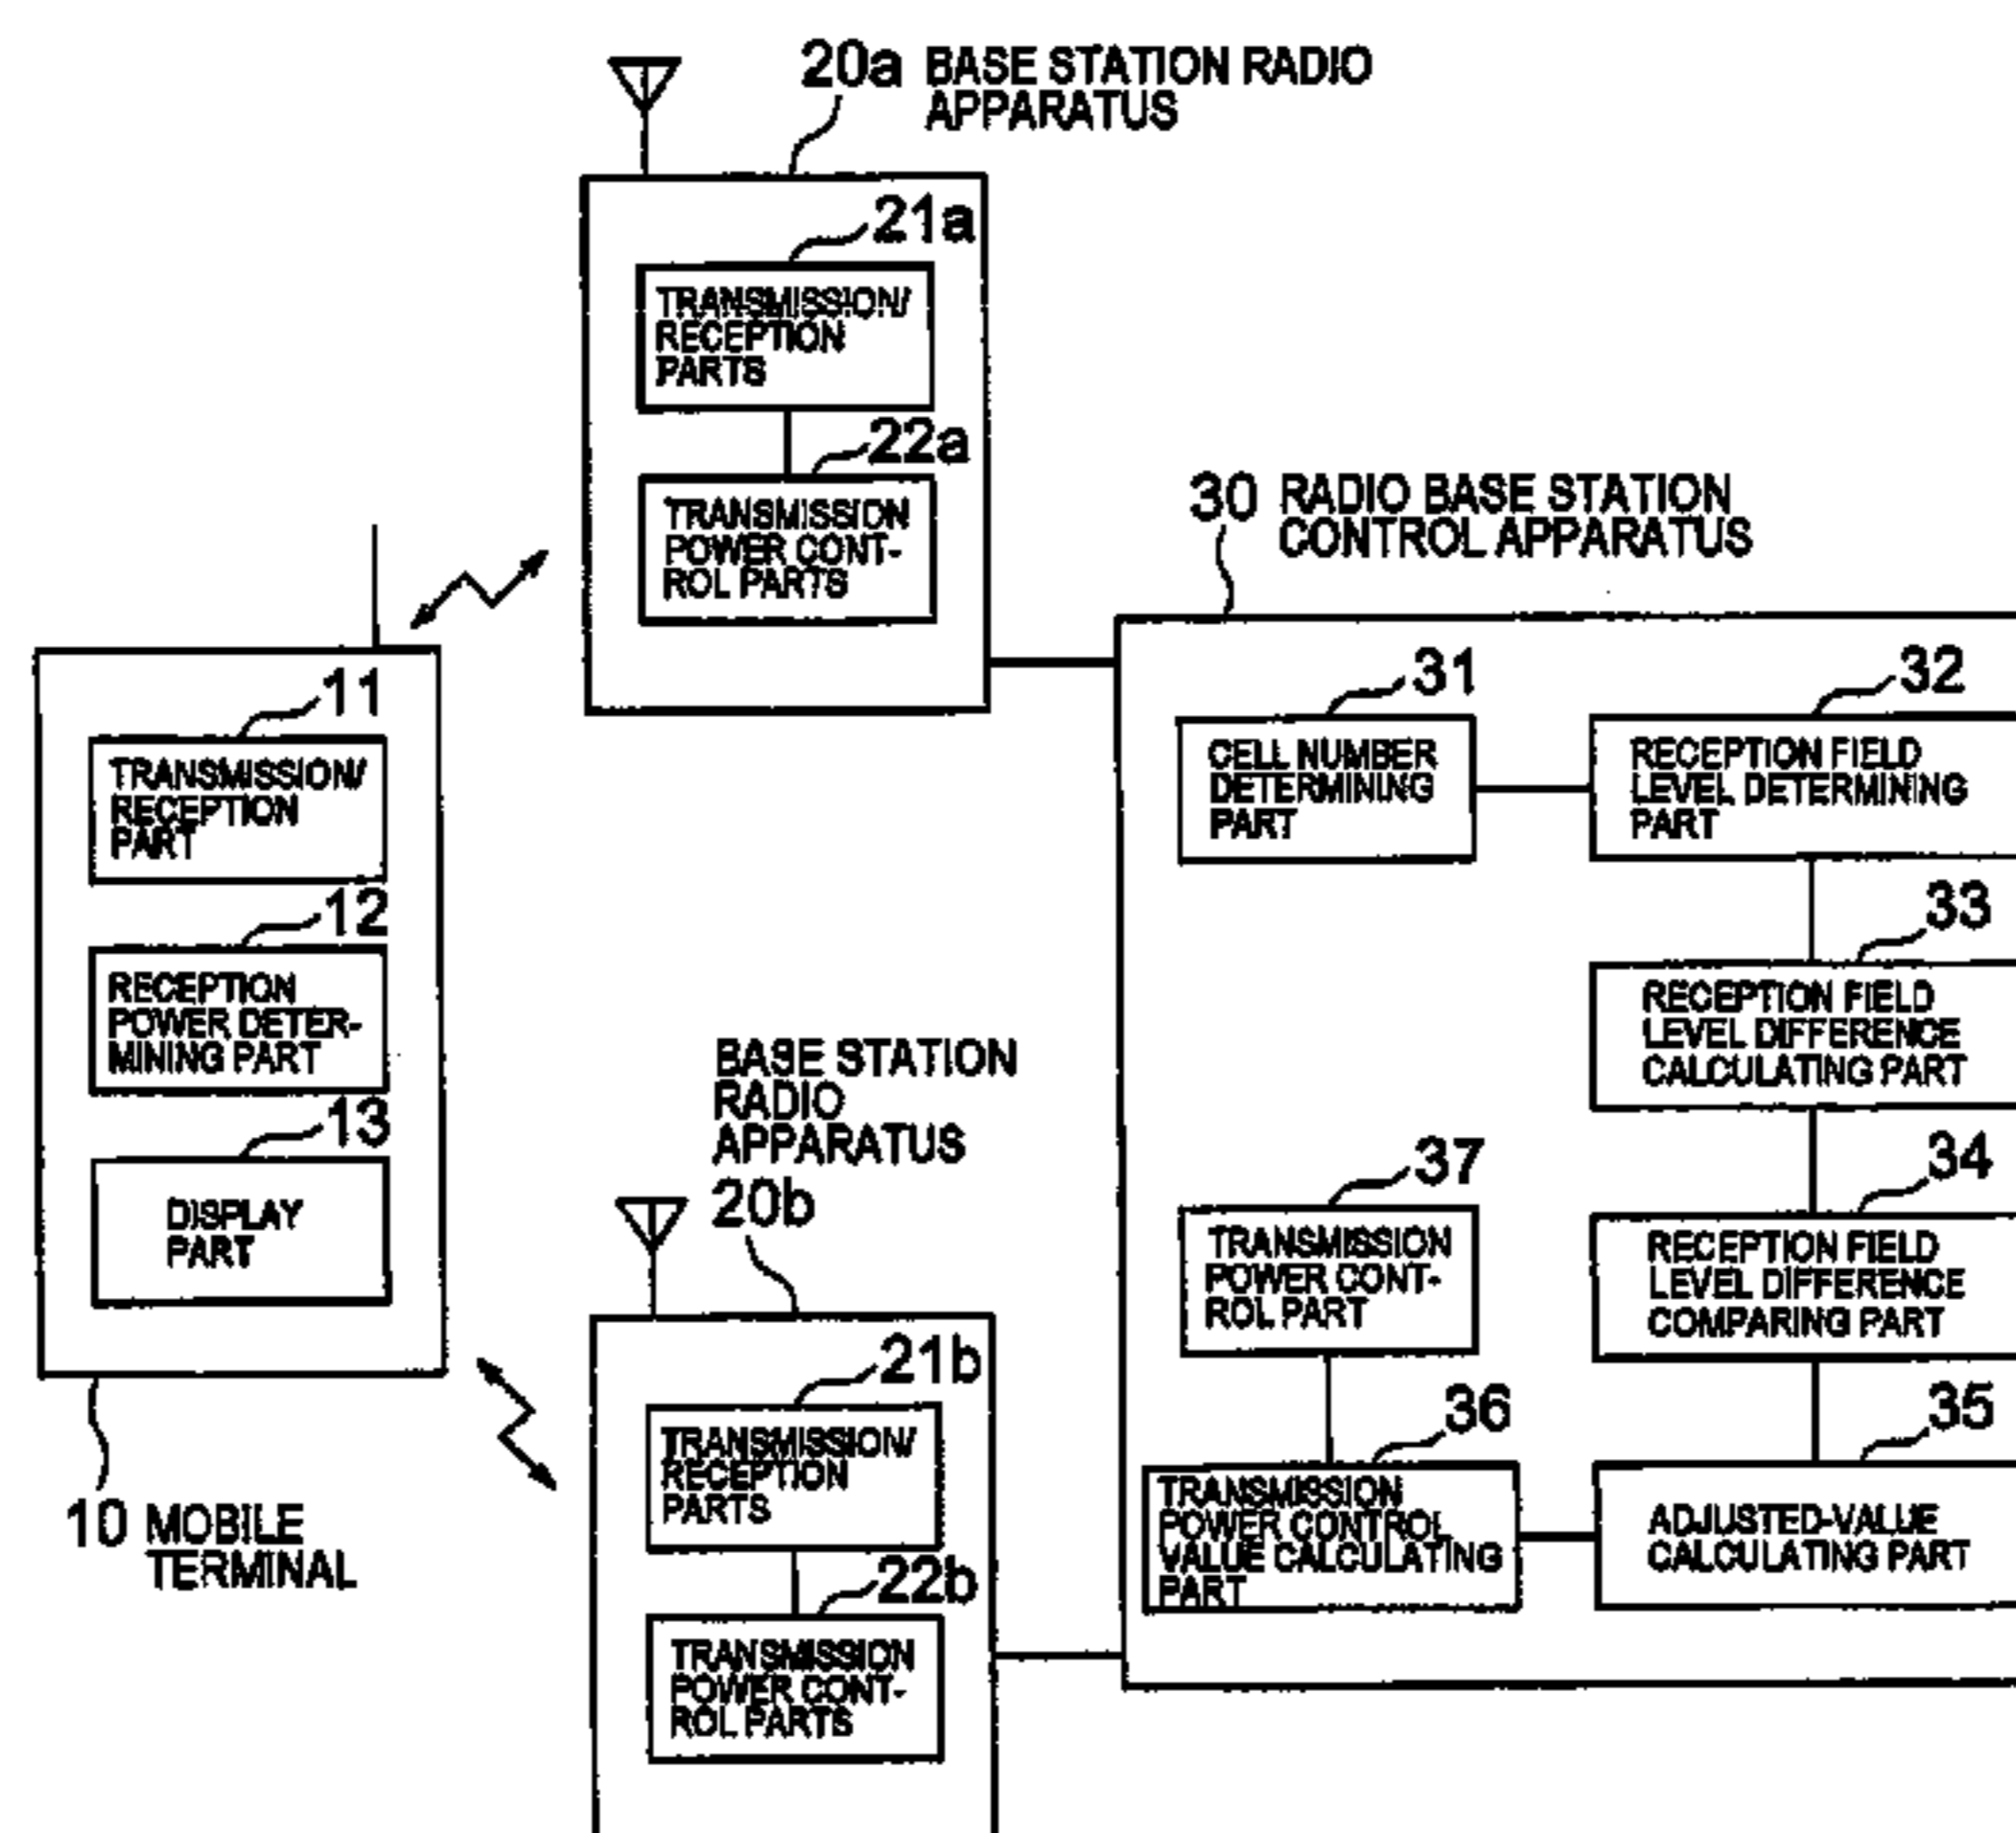 20a BASE STATION RADIO
APPARATUS
21a
TRANSMISSION/
RECEPTION
PARTS
22a
TRANSMISSION
POWER CONT-
ROL PARTS
30 RADIO BASE STATION
CONTROL APPARATUS
11
TRANSMISSION/
RECEPTION
PART
12
RECEPTION
POWER DETER-
MINING PART
13
DISPLAY
PART
10 MOBILE
TERMINAL
BASE STATION
RADIO
APPARATUS
20b
21b
TRANSMISSION/
RECEPTION
PARTS
22b
TRANSMISSION
POWER CONT-
ROL PARTS
31
CELL NUMBER
DETERMINING
PART
32
RECEPTION FIELD
LEVEL DETERMINING
PART
33
RECEPTION FIELD
LEVEL DIFFERENCE
CALCULATING PART
34
RECEPTION FIELD
LEVEL DIFFERENCE
COMPARING PART
35
ADJUSTED-VALUE
CALCULATING PART
36
TRANSMISSION
POWER CONTROL
VALUE CALCULATING
PART
37
TRANSMISSION
POWER CONT-
ROL PART